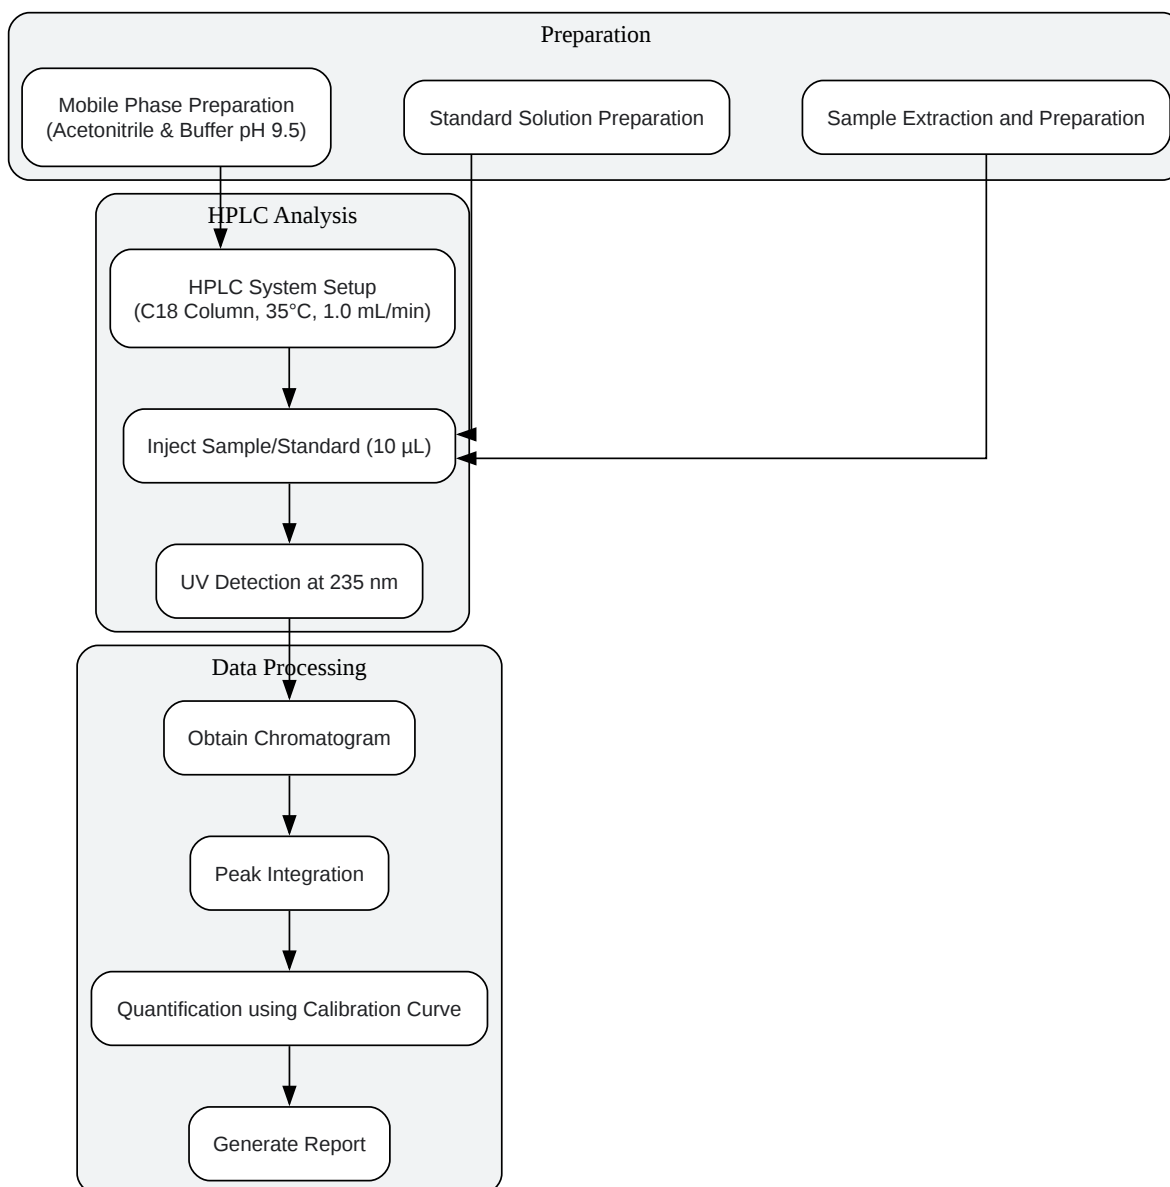 Preparation
Mobile Phase Preparation
(Acetonitrile & Buffer pH 9.5)
Standard Solution Preparation
Sample Extraction and Preparation
HPLC Analysis
HPLC System Setup
(C18 Column, 35°C, 1.0 mL/min)
Inject Sample/Standard (10 µL)
UV Detection at 235 nm
Data Processing
Obtain Chromatogram
Peak Integration
Quantification using Calibration Curve
Generate Report